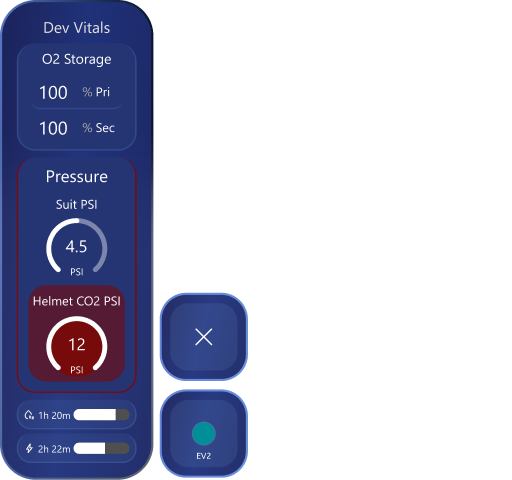 Dev Vitals
O2 Storage
100 % Pri
100 % Sec
Pressure
Suit PSI
4.5
PSI
Helmet CO2 PSI
12
PSI
1h 20m
2h 22m
EV2